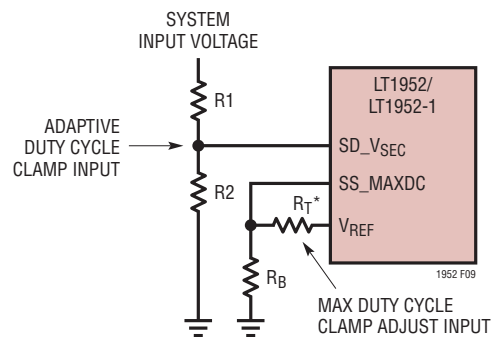 SYSTEM
INPUT VOLTAGE
R1
ADAPTIVE
DUTY CYCLE
CLAMP INPUT
R2
LT1952/
LT1952-1
SD_VSEC
SS_MAXDC
RT*
VREF
RB
1952 F09
MAX DUTY CYCLE
CLAMP ADJUST INPUT